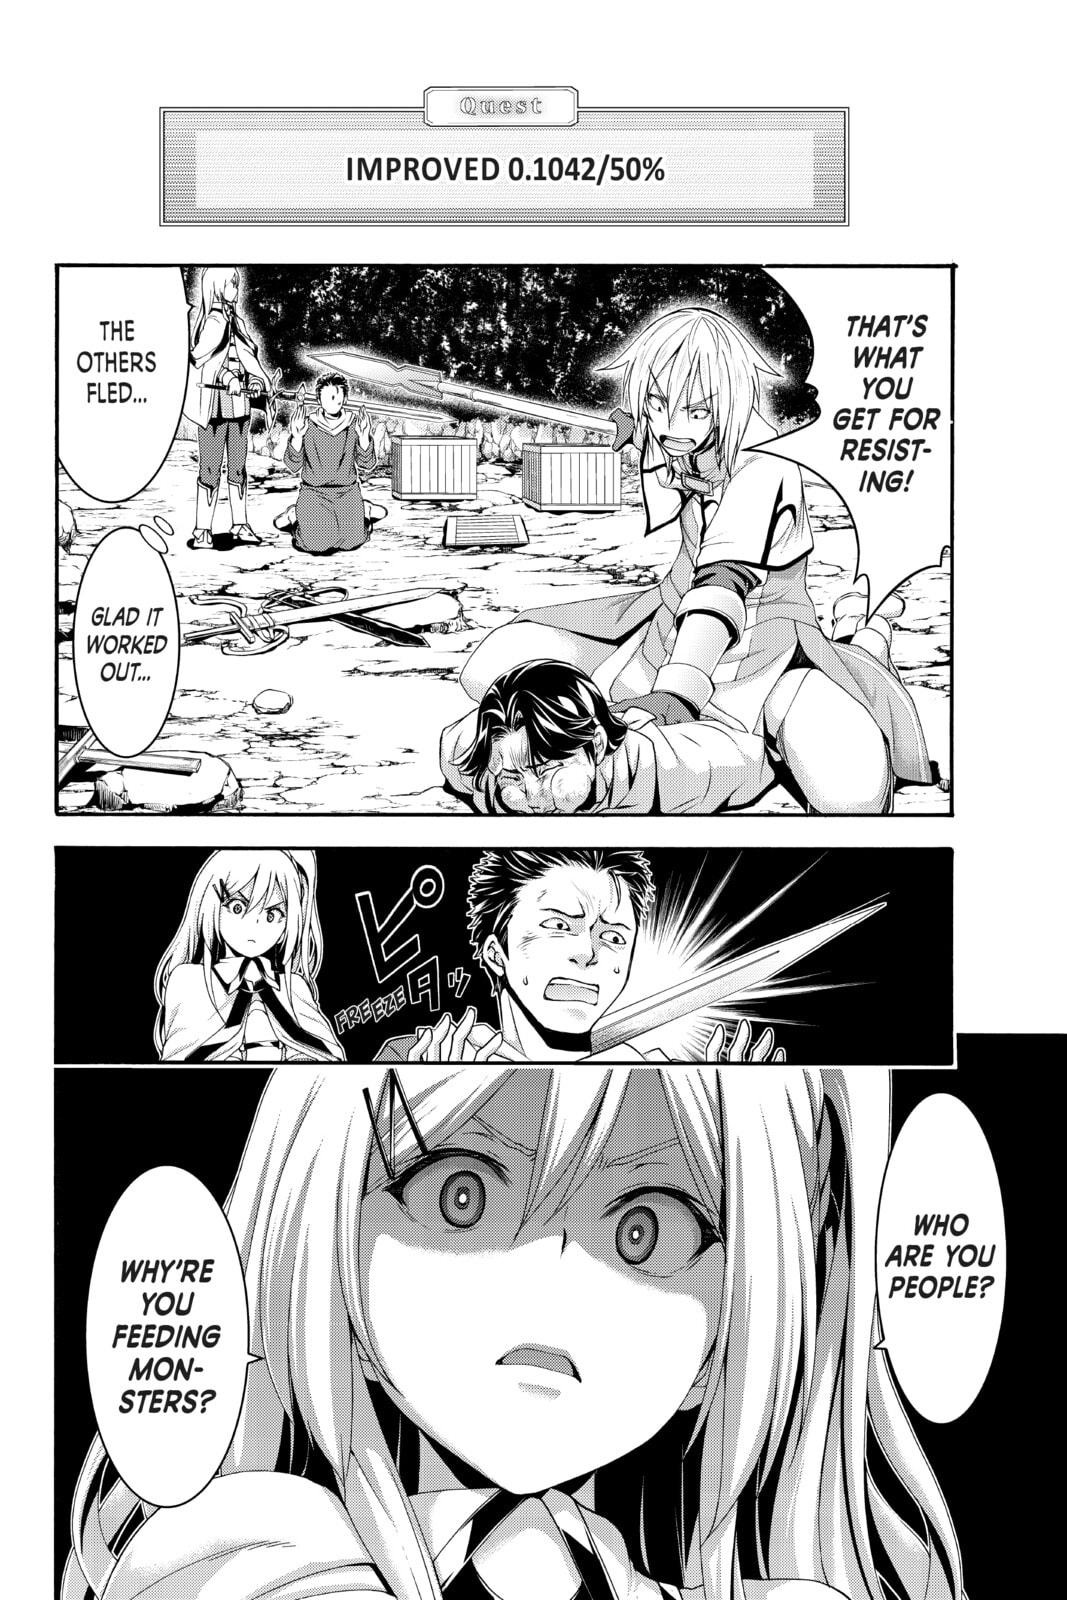 Quest
IMPROVED 0.1042/50%
THAT'S
WHAT
YOU
GET FOR
RESIST-
ING!
THE
OTHERS
FLED...
GLAD IT
WORKED
OUT...
ピタッ
FREEZE
WHO
ARE YOU
PEOPLE?
WHY'RE
YOU
FEEDING
MON-
STERS?